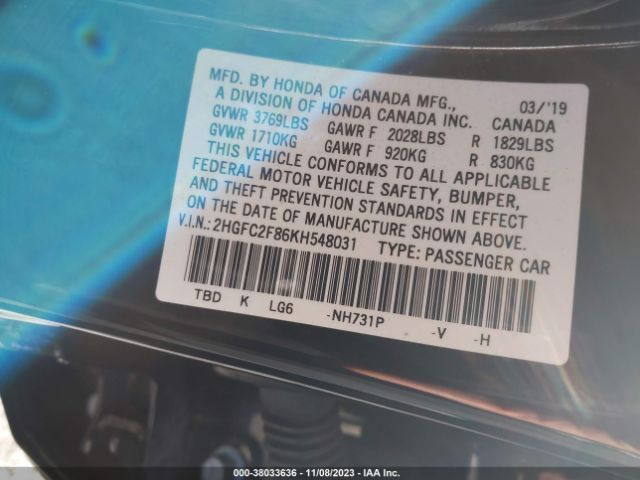 MFD. BY HONDA OF CANADA MFG., 03/'19
A DIVISION OF HONDA CANADA INC. CANADA
GVWR 3769LBS GAWR F 2028LBS R 1829LBS
GVWR 1710KG GAWR F 920KG R 830KG
THIS VEHICLE CONFORMS TO ALL APPLICABLE
FEDERAL MOTOR VEHICLE SAFETY, BUMPER,
AND THEFT PREVENTION STANDARDS IN EFFECT
ON THE DATE OF MANUFACTURE SHOWN ABOVE.
V.I.N.: 2HGFC2F86KH548031 TYPE: PASSENGER CAR
TBD K LG6 -NH731P -V -H
000-38033636 - 11/08/2023 - IAA Inc.